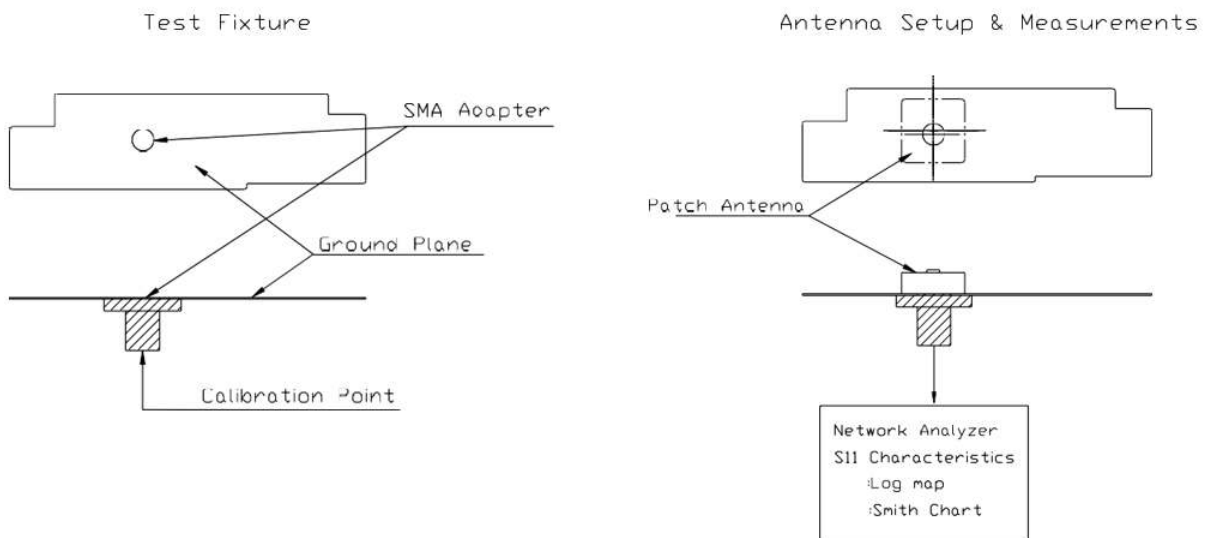 Test Fixture
Antenna Setup & Measurements
SMA Adapter
Patch Antenna
Ground Plane
Calibration Point
Network Analyzer
S11 Characteristics
:Log map
:Smith Chart